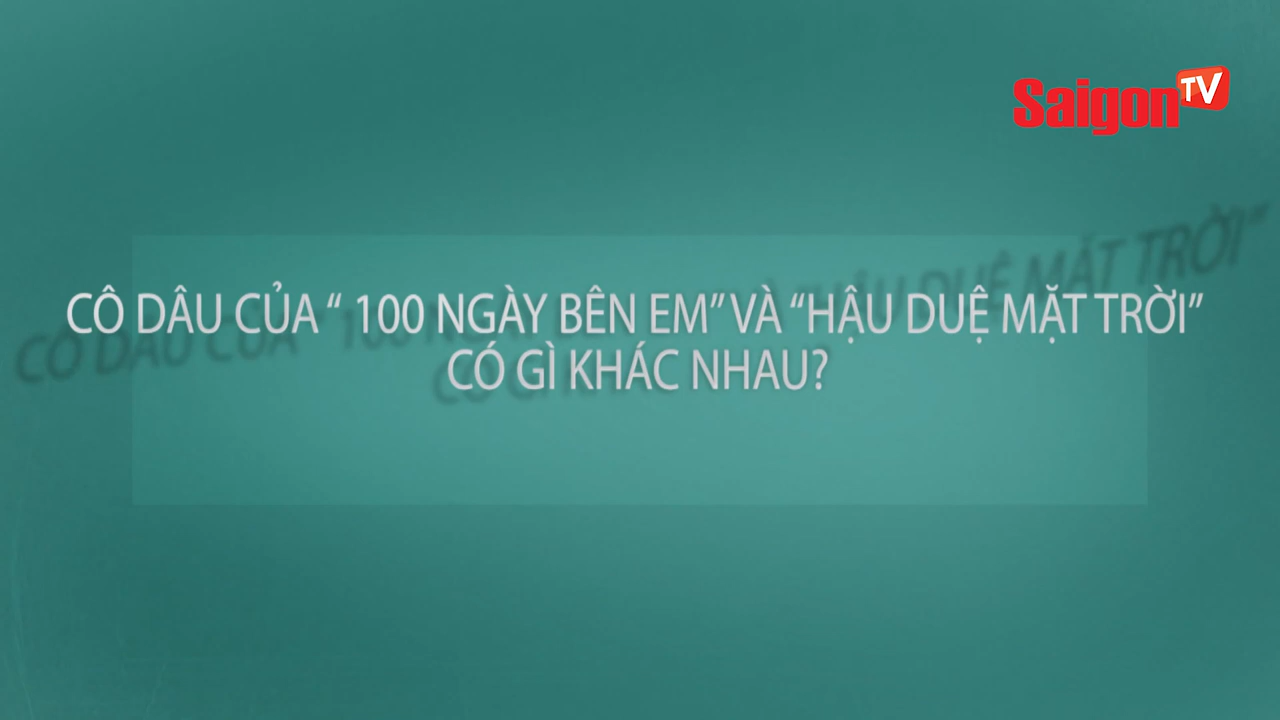 Saigon TV
CÔ DÂU CỦA “ 100 NGÀY BÊN EM” VÀ “HẬU DUỆ MẶT TRỜI”
CÓ GÌ KHÁC NHAU?